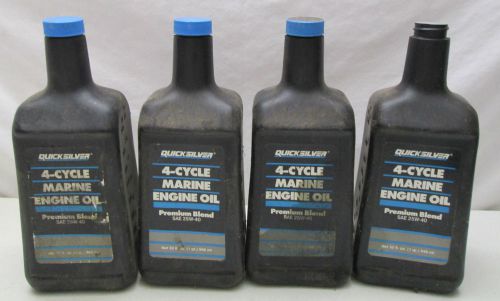 QUICKSILVER
4-CYCLE
MARINE
ENGINE OIL
Premium Blend
SAE 25W-40
QUICKSILVER
4-CYCLE
MARINE
ENGINE OIL
Premium Blend
SAE 25W-40
QUICKSILVER
4-CYCLE
MARINE
ENGINE OIL
Premium Blend
SAE 25W-40
QUICKSILVER
4-CYCLE
MARINE
ENGINE OIL
Premium Blend
SAE 25W-40